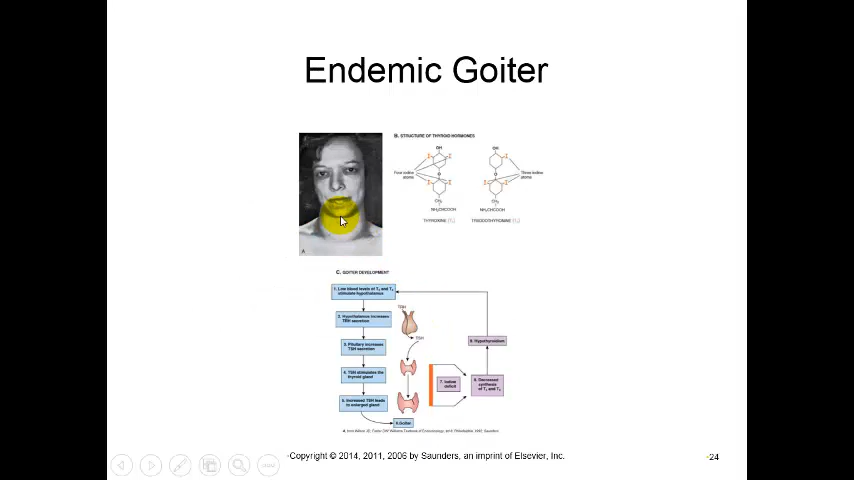 Endemic Goiter
B. STRUCTURE OF THYROID HORMONES
OH
OH
Four iodine
atoms
Three iodine
atoms
I
I
I
I
I
I
I
O
O
CH₂
CH₂
NH₂CHCOOH
NH₂CHCOOH
THYROXINE (T₄)
TRIIODOTHYRONINE (T₃)
A
C. GOITER DEVELOPMENT
1. Low blood levels of T₃ and T₄
stimulate hypothalamus
2. Hypothalamus increases
TRH secretion
3. Pituitary increases
TSH secretion
4. TSH stimulates the
thyroid gland
5. Increased TSH leads
to enlarged gland
6. Goiter
TRH
TSH
7. Iodine
deficit
8. Decreased
synthesis
of T₃ and T₄
9. Hypothyroidism
Copyright © 2014, 2011, 2006 by Saunders, an imprint of Elsevier, Inc.
24